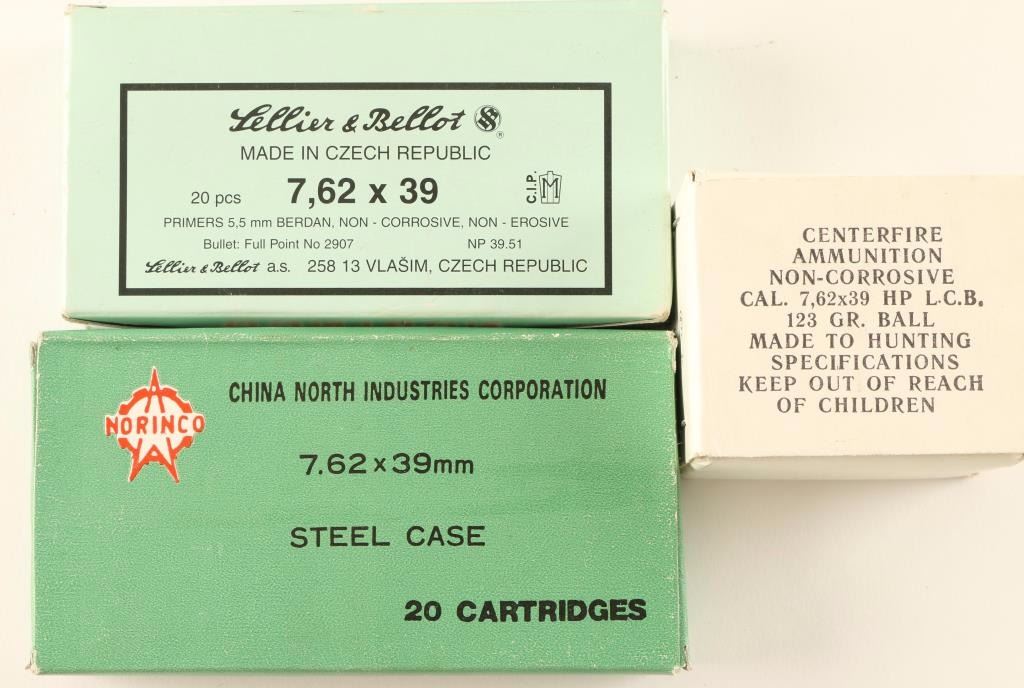 Lellier & Bellot S&B ®
MADE IN CZECH REPUBLIC
20 pcs 7,62 x 39 C.I.P. M
PRIMERS 5,5 mm BERDAN, NON - CORROSIVE, NON - EROSIVE
Bullet: Full Point No 2907 NP 39.51
Lellier & Bellot a.s. 258 13 VLAŠIM, CZECH REPUBLIC
CHINA NORTH INDUSTRIES CORPORATION
NORINCO
7.62 x 39mm
STEEL CASE
20 CARTRIDGES
CENTERFIRE
AMMUNITION
NON-CORROSIVE
CAL. 7,62x39 HP L.C.B.
123 GR. BALL
MADE TO HUNTING
SPECIFICATIONS
KEEP OUT OF REACH
OF CHILDREN